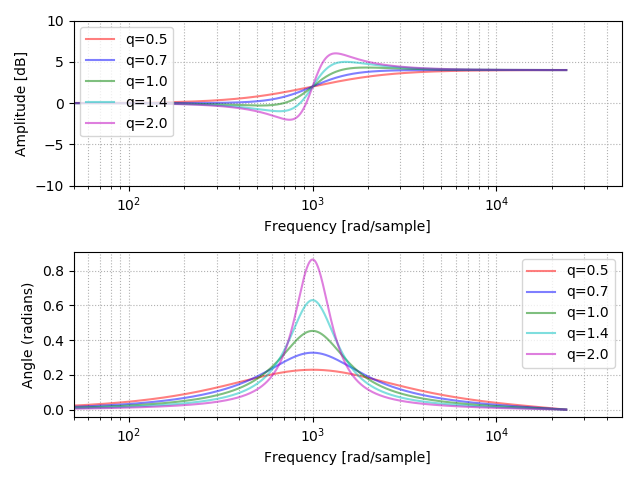 10
5
0
−5
−10
Amplitude [dB]
q=0.5
q=0.7
q=1.0
q=1.4
q=2.0
10²
10³
10⁴
Frequency [rad/sample]
0.8
0.6
0.4
0.2
0.0
Angle (radians)
q=0.5
q=0.7
q=1.0
q=1.4
q=2.0
10²
10³
10⁴
Frequency [rad/sample]